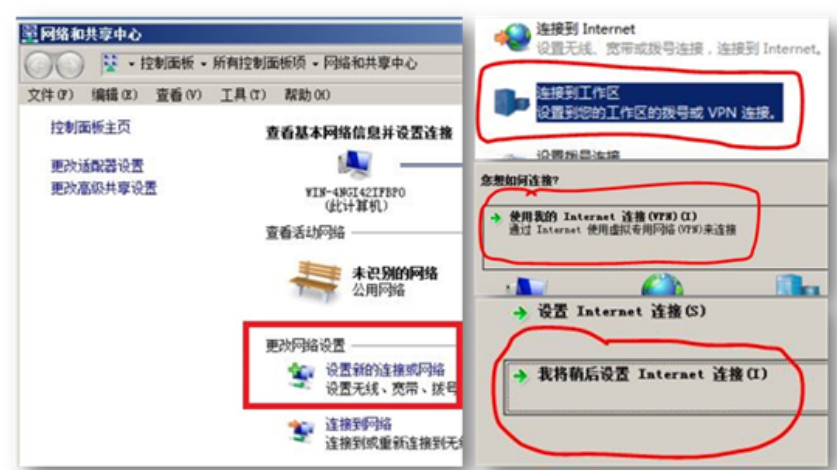 网络和共享中心
控制面板 所有控制面板项 网络和共享中心
文件(F) 编辑(E) 查看(V) 工具(T) 帮助(H)
控制面板主页
更改适配器设置
更改高级共享设置
查看基本网络信息并设置连接
WIN-4NGI42IFBPO
(此计算机)
查看活动网络
未识别的网络
公用网络
更改网络设置
设置新的连接或网络
设置无线、宽带、拨号
连接到网络
连接到或重新连接到无
连接到 Internet
设置无线、宽带或拨号连接，连接到 Internet。
连接到工作区
设置到您的工作区的拨号或 VPN 连接。
设置拨号连接
您想如何连接?
使用我的 Internet 连接(VPN)(I)
通过 Internet 使用虚拟专用网络(VPN)来连接
设置 Internet 连接(S)
我将稍后设置 Internet 连接(I)